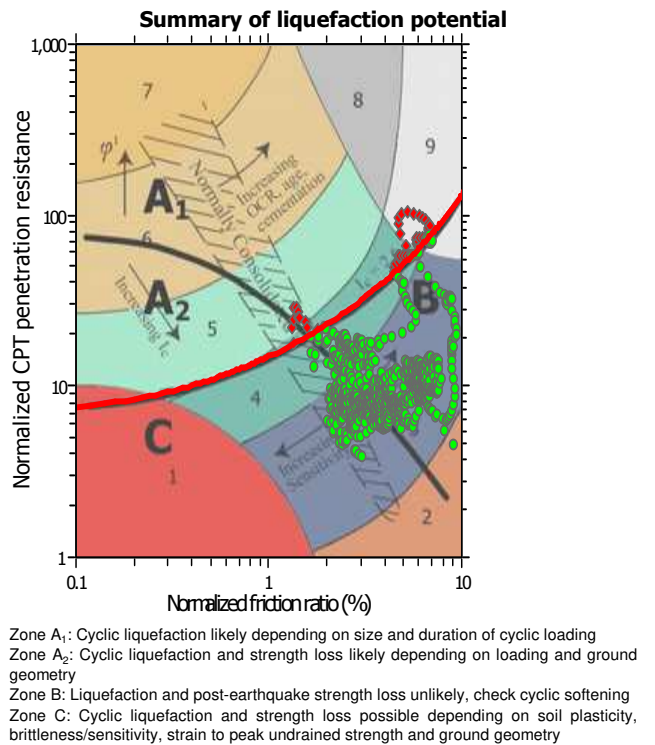 Summary of liquefaction potential
1,000
100
10
1
Normalized CPT penetration resistance
7
8
9
φ'
A1
Increasing
OCR, age,
cementation
Normally Consolid
6
A2
Increasing Ic
5
Ic = 2.
B
4
C
1
Increasing
Sensitivit
2
0.1
1
10
Normalized friction ratio (%)
Zone A1: Cyclic liquefaction likely depending on size and duration of cyclic loading
Zone A2: Cyclic liquefaction and strength loss likely depending on loading and ground
geometry
Zone B: Liquefaction and post-earthquake strength loss unlikely, check cyclic softening
Zone C: Cyclic liquefaction and strength loss possible depending on soil plasticity,
brittleness/sensitivity, strain to peak undrained strength and ground geometry